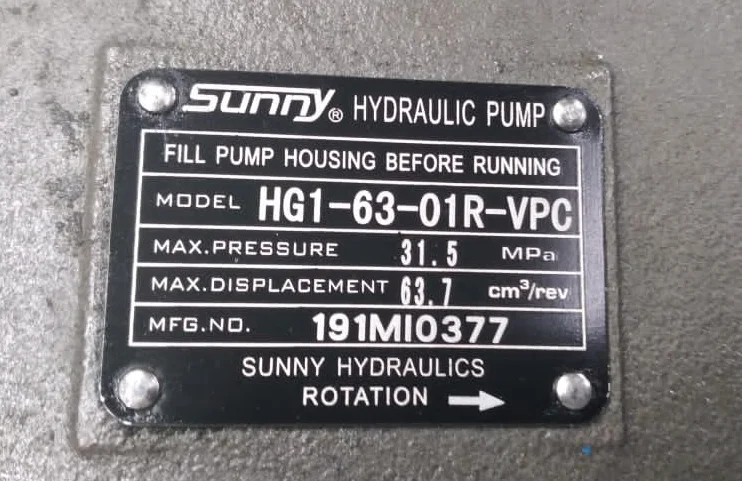 Sunny® HYDRAULIC PUMP
FILL PUMP HOUSING BEFORE RUNNING
MODEL HG1-63-01R-VPC
MAX.PRESSURE 31.5 MPa
MAX.DISPLACEMENT 63.7 cm³/rev
MFG.NO. 191MI0377
SUNNY HYDRAULICS
ROTATION →